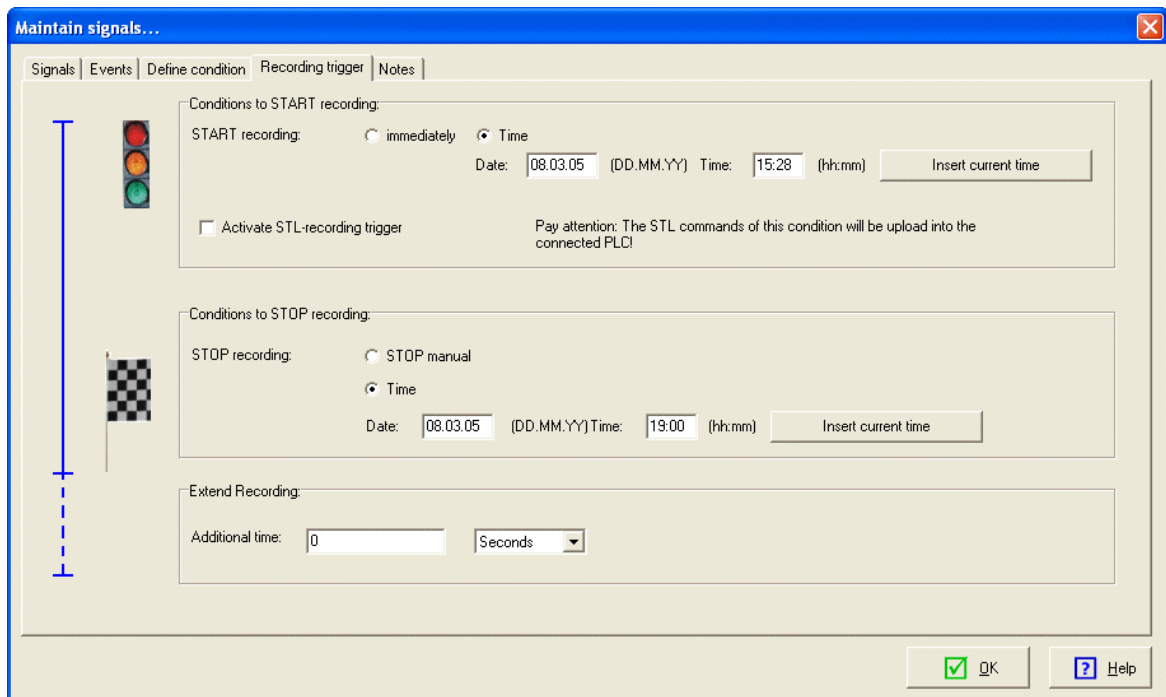 Maintain signals...
Signals Events Define condition Recording trigger Notes
Conditions to START recording:
START recording: immediately Time
Date: 08.03.05 (DD.MM.YY) Time: 15:28 (hh:mm) Insert current time
Activate STL-recording trigger
Pay attention: The STL commands of this condition will be upload into the
connected PLC!
Conditions to STOP recording:
STOP recording: STOP manual
Time
Date: 08.03.05 (DD.MM.YY) Time: 19:00 (hh:mm) Insert current time
Extend Recording:
Additional time: 0 Seconds
OK ? Help